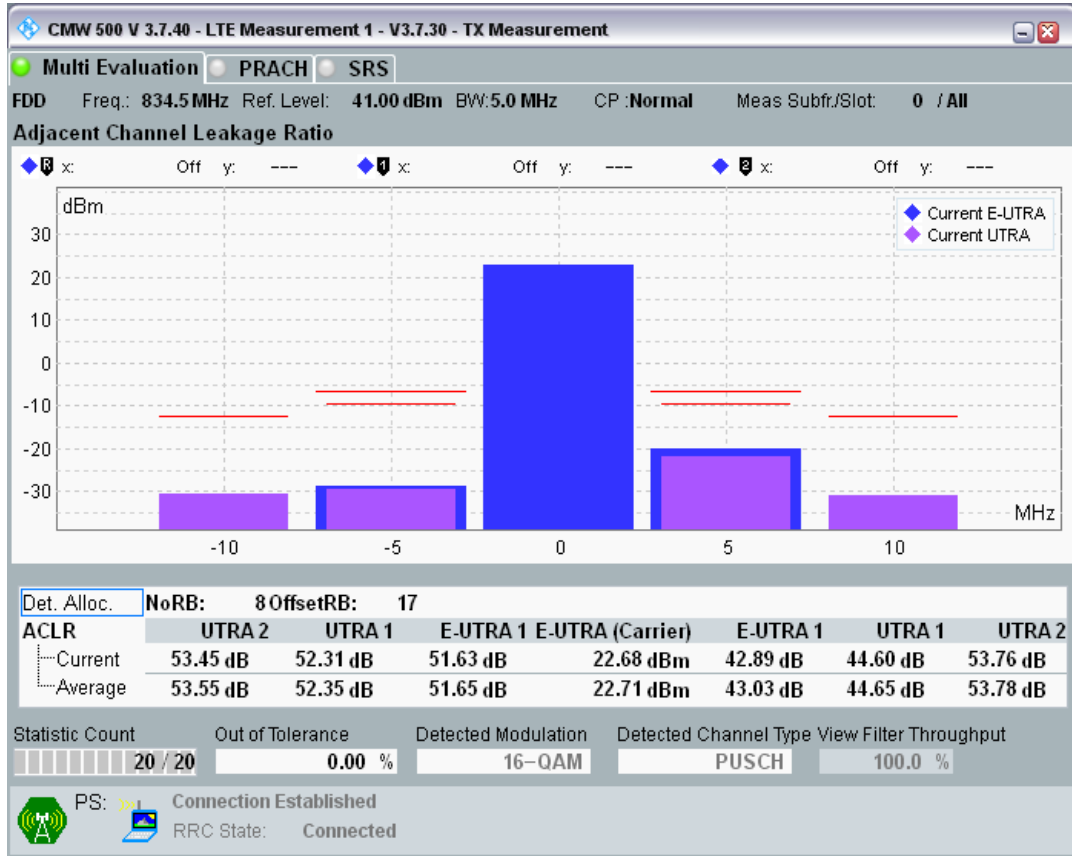 CMW 500 V 3.7.40 - LTE Measurement 1 - V3.7.30 - TX Measurement
Multi Evaluation PRACH SRS
FDD Freq.: 834.5 MHz Ref. Level: 41.00 dBm BW:5.0 MHz CP :Normal Meas Subfr./Slot: 0 / All
Adjacent Channel Leakage Ratio
R x: Off y: --- 1 x: Off y: --- 2 x: Off y: ---
dBm
Current E-UTRA
Current UTRA
30
20
10
0
-10
-20
-30
MHz
-10 -5 0 5 10
Det. Alloc. NoRB: 8 OffsetRB: 17
ACLR UTRA 2 UTRA 1 E-UTRA 1 E-UTRA (Carrier) E-UTRA 1 UTRA 1 UTRA 2
Current 53.45 dB 52.31 dB 51.63 dB 22.68 dBm 42.89 dB 44.60 dB 53.76 dB
Average 53.55 dB 52.35 dB 51.65 dB 22.71 dBm 43.03 dB 44.65 dB 53.78 dB
Statistic Count Out of Tolerance Detected Modulation Detected Channel Type View Filter Throughput
20 / 20 0.00 % 16-QAM PUSCH 100.0 %
PS: Connection Established
RRC State: Connected